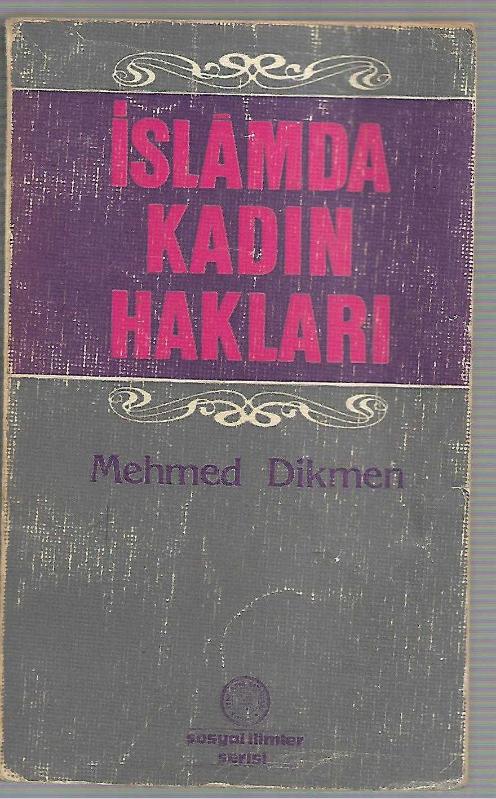 İSLÂMDA
KADIN
HAKLARI
Mehmed Dikmen
sosyal ilimler
serisi